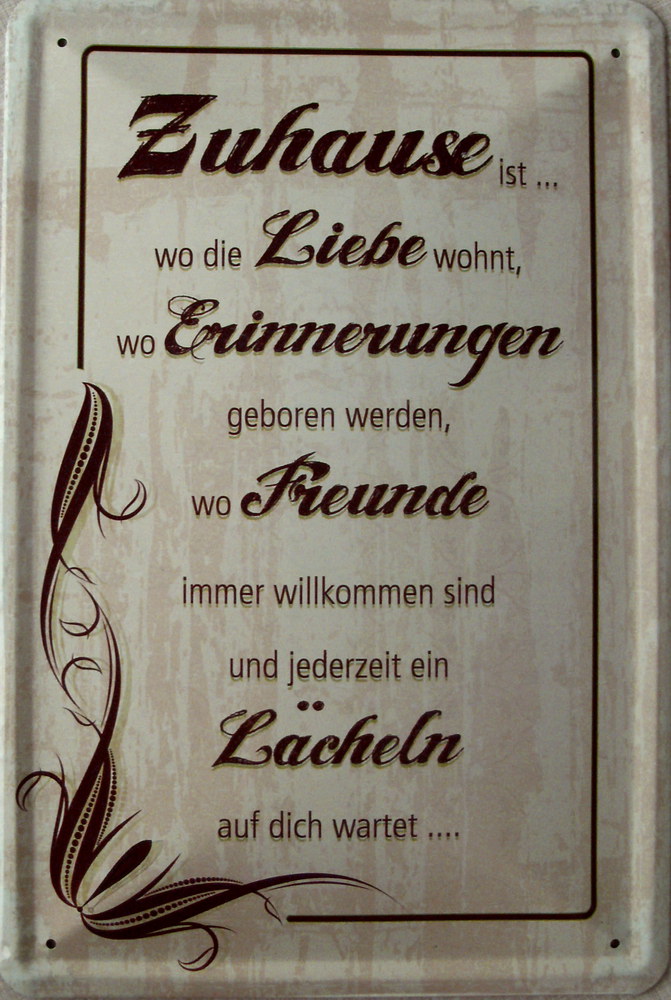 Zuhause ist ...
wo die Liebe wohnt,
wo Erinnerungen
geboren werden,
wo Freunde
immer willkommen sind
und jederzeit ein
Lächeln
auf dich wartet ....